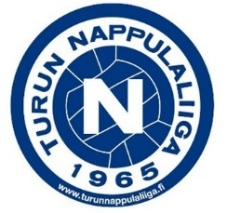 TURUN NAPPULALIIGA
N
1965
www.turunnappulaliiga.fi